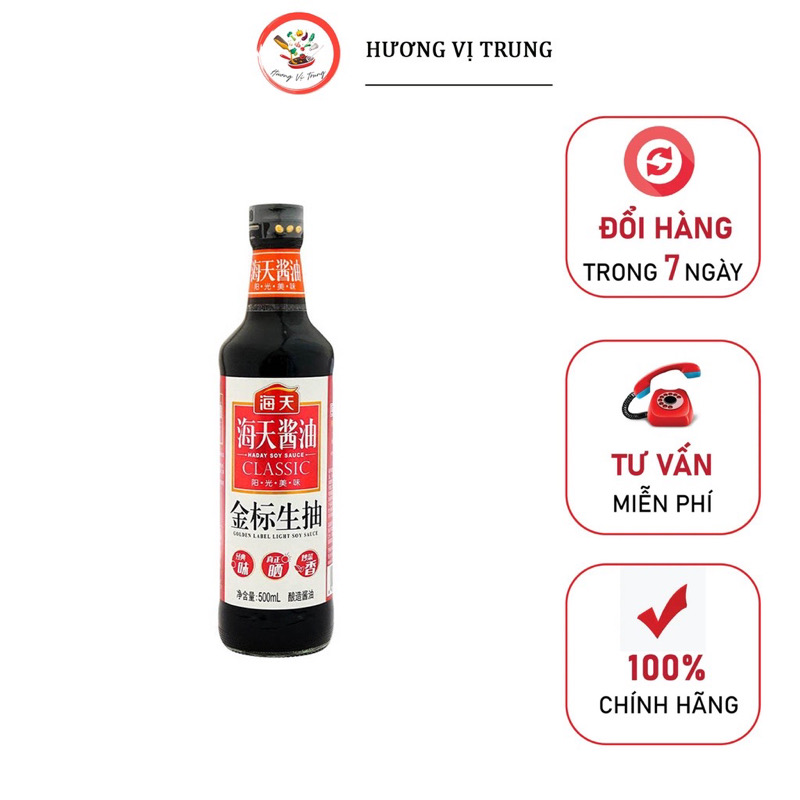 Hương Vị Trung
HƯƠNG VỊ TRUNG
ĐỔI HÀNG
TRONG 7 NGÀY
TƯ VẤN
MIỄN PHÍ
100%
CHÍNH HÃNG
海天酱油
阳·光·美·味
海天
海天酱油
HADAY SOY SAUCE
CLASSIC
阳·光·美·味
金标生抽
GOLDEN LABEL LIGHT SOY SAUCE
经典
味
真正
晒
炒菜
香
净含量:500mL 酿造酱油